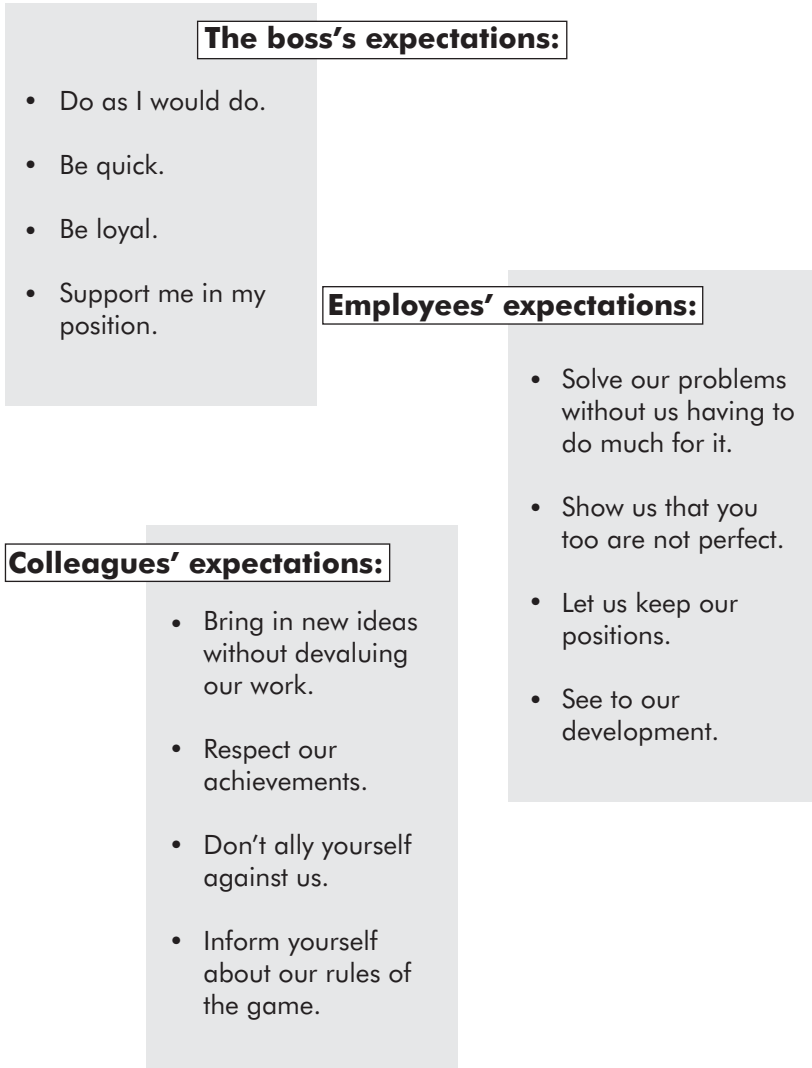 The boss's expectations:
• Do as I would do.
• Be quick.
• Be loyal.
• Support me in my
position.
Employees' expectations:
• Solve our problems
without us having to
do much for it.
• Show us that you
too are not perfect.
• Let us keep our
positions.
• See to our
development.
Colleagues' expectations:
• Bring in new ideas
without devaluing
our work.
• Respect our
achievements.
• Don't ally yourself
against us.
• Inform yourself
about our rules of
the game.